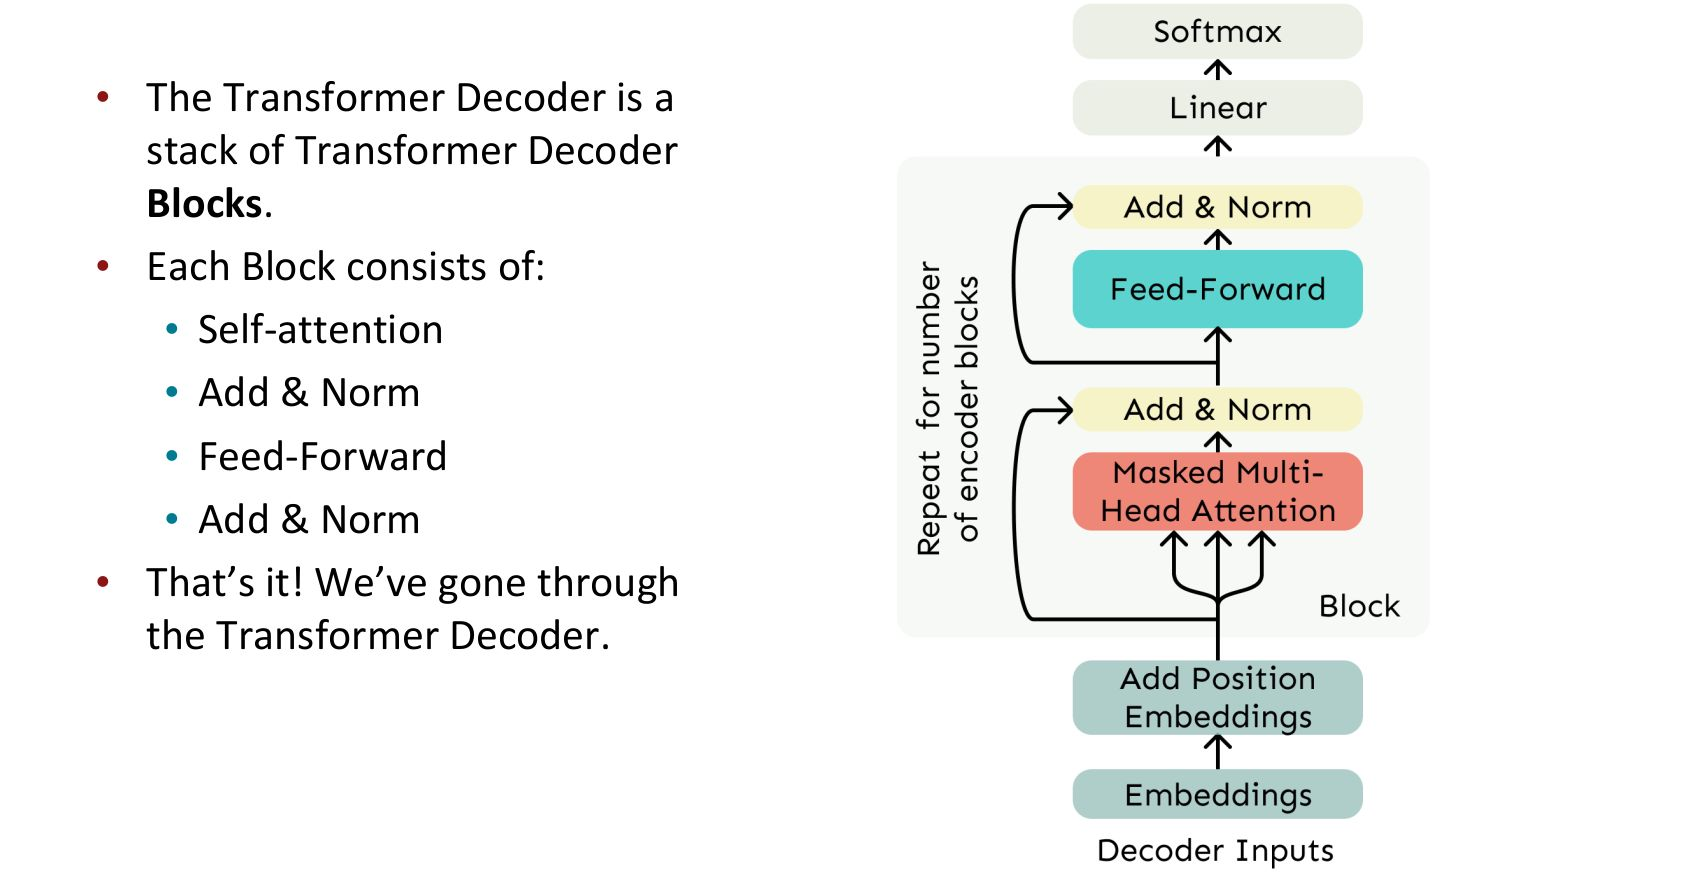 • The Transformer Decoder is a
stack of Transformer Decoder
Blocks.
• Each Block consists of:
• Self-attention
• Add & Norm
• Feed-Forward
• Add & Norm
• That’s it! We’ve gone through
the Transformer Decoder.
Softmax
Linear
Add & Norm
Feed-Forward
Add & Norm
Masked Multi-
Head Attention
Repeat for number
of encoder blocks
Block
Add Position
Embeddings
Embeddings
Decoder Inputs